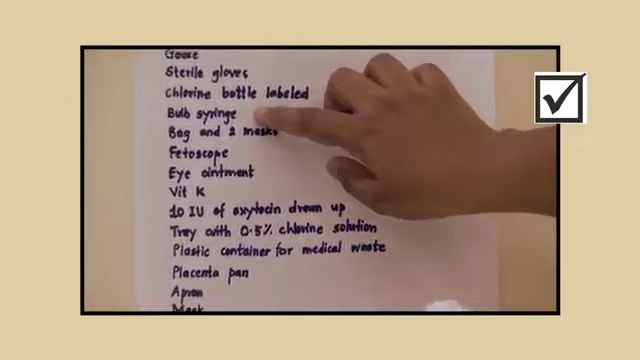 Gauze
Sterile gloves
Chlorine bottle labeled
Bulb syringe
Bag and 2 masks
Fetoscope
Eye ointment
Vit K
10 IU of oxytocin drawn up
Tray with 0.5% chlorine solution
Plastic container for medical waste
Placenta pan
Apron
Mask